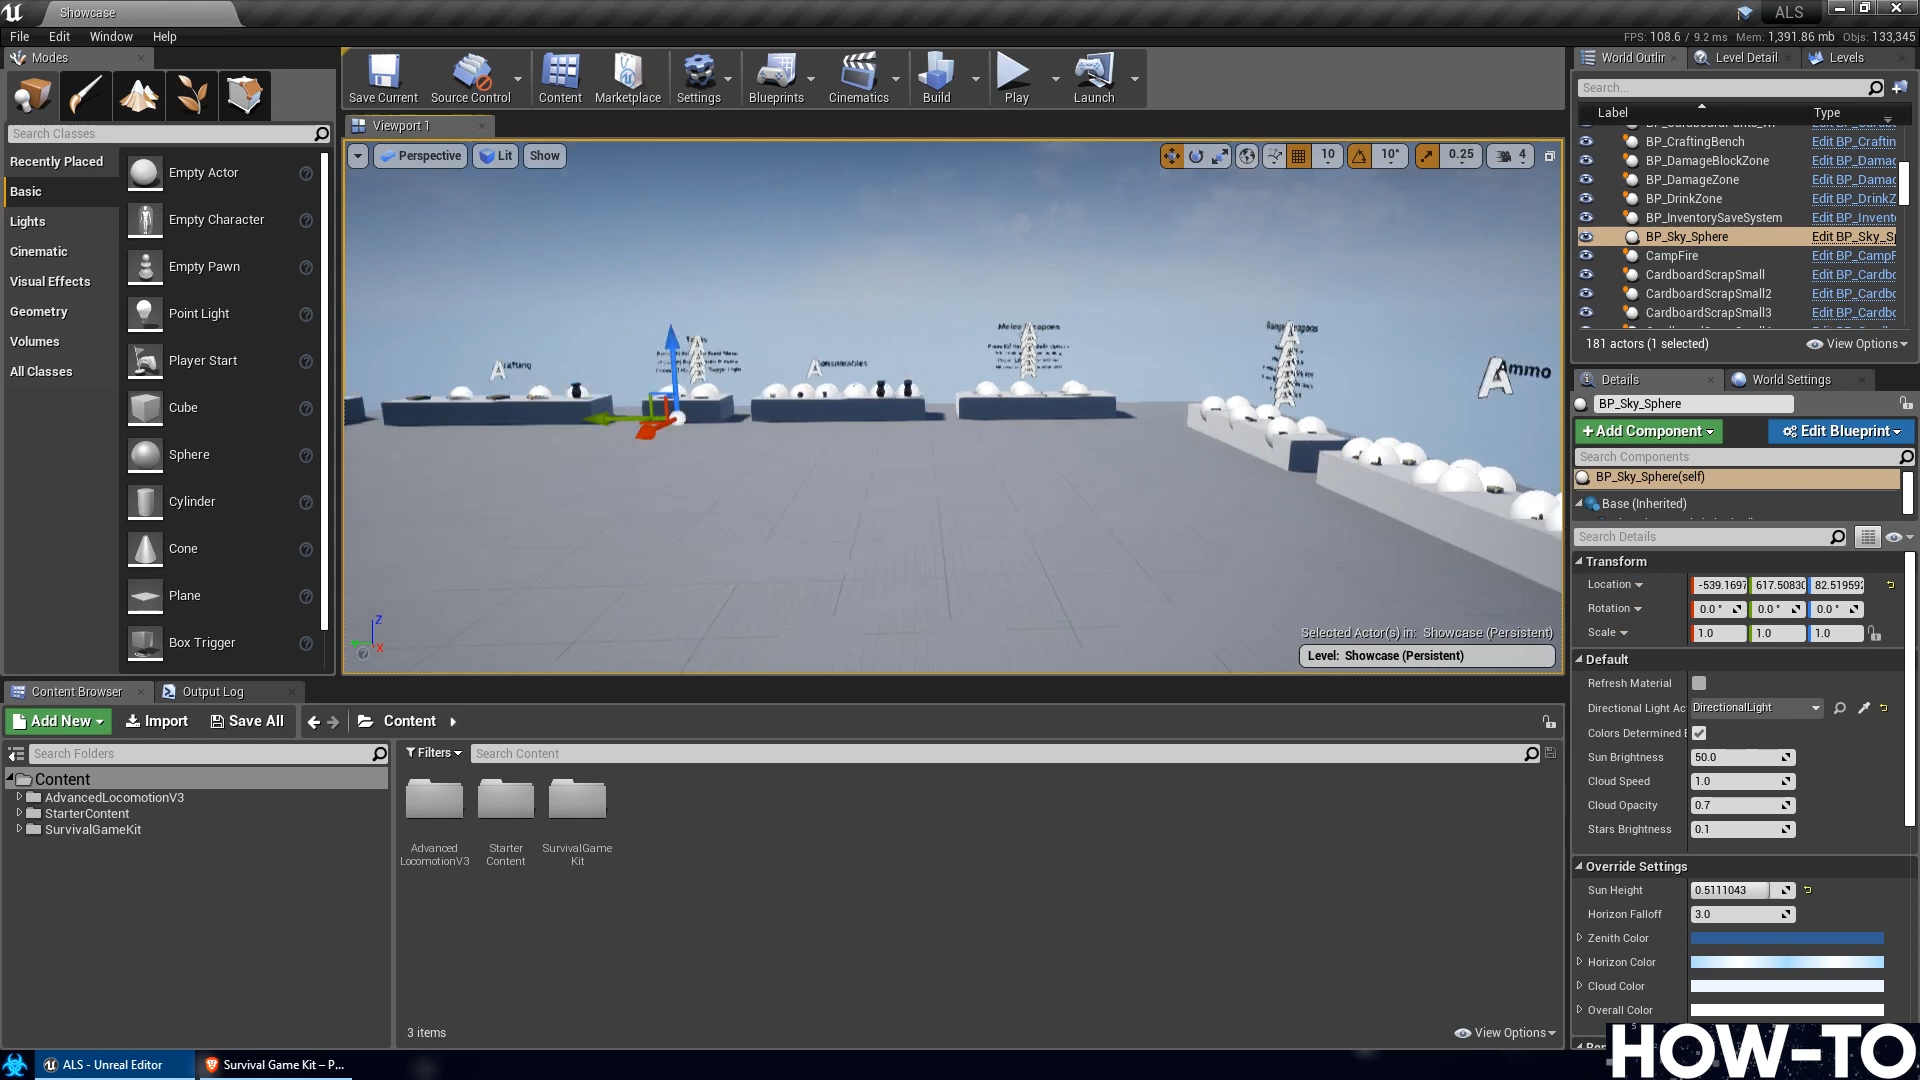 Showcase
ALS
File Edit Window Help
FPS: 108.6 / 9.2 ms Mem: 1,391.86 mb Objs: 133,345
Modes
Search Classes
Recently Placed
Basic
Lights
Cinematic
Visual Effects
Geometry
Volumes
All Classes
Empty Actor
Empty Character
Empty Pawn
Point Light
Player Start
Cube
Sphere
Cylinder
Cone
Plane
Box Trigger
Save Current Source Control Content Marketplace Settings Blueprints Cinematics Build Play Launch
Viewport 1
Perspective Lit Show
10 10° 0.25 4
Crafting
Melee Weapons
Ammo
Z
X
Selected Actor(s) in: Showcase (Persistent)
Level: Showcase (Persistent)
World Outlir Level Detail Levels
Search...
Label Type
BP_CraftingBench Edit BP_Craftin
BP_DamageBlockZone Edit BP_Damac
BP_DamageZone Edit BP_Damac
BP_DrinkZone Edit BP_DrinkZ
BP_InventorySaveSystem Edit BP_Invent
BP_Sky_Sphere Edit BP_Sky_Sp
CampFire Edit BP_CampF
CardboardScrapSmall Edit BP_Cardbo
CardboardScrapSmall2 Edit BP_Cardbo
CardboardScrapSmall3 Edit BP_Cardbo
181 actors (1 selected) View Options
Details World Settings
BP_Sky_Sphere
+Add Component Edit Blueprint
Search Components
BP_Sky_Sphere(self)
Base (Inherited)
Search Details
Transform
Location -539.1697 617.50830 82.519592
Rotation 0.0 ° 0.0 ° 0.0 °
Scale 1.0 1.0 1.0
Default
Refresh Material
Directional Light Ac DirectionalLight
Colors Determined B
Sun Brightness 50.0
Cloud Speed 1.0
Cloud Opacity 0.7
Stars Brightness 0.1
Override Settings
Sun Height 0.5111043
Horizon Falloff 3.0
Zenith Color
Horizon Color
Cloud Color
Overall Color
Content Browser Output Log
Add New Import Save All Content
Search Folders
Content
AdvancedLocomotionV3
StarterContent
SurvivalGameKit
Filters Search Content
Advanced
LocomotionV3
Starter
Content
SurvivalGame
Kit
3 items
View Options
ALS - Unreal Editor Survival Game Kit – P...
HOW-TO